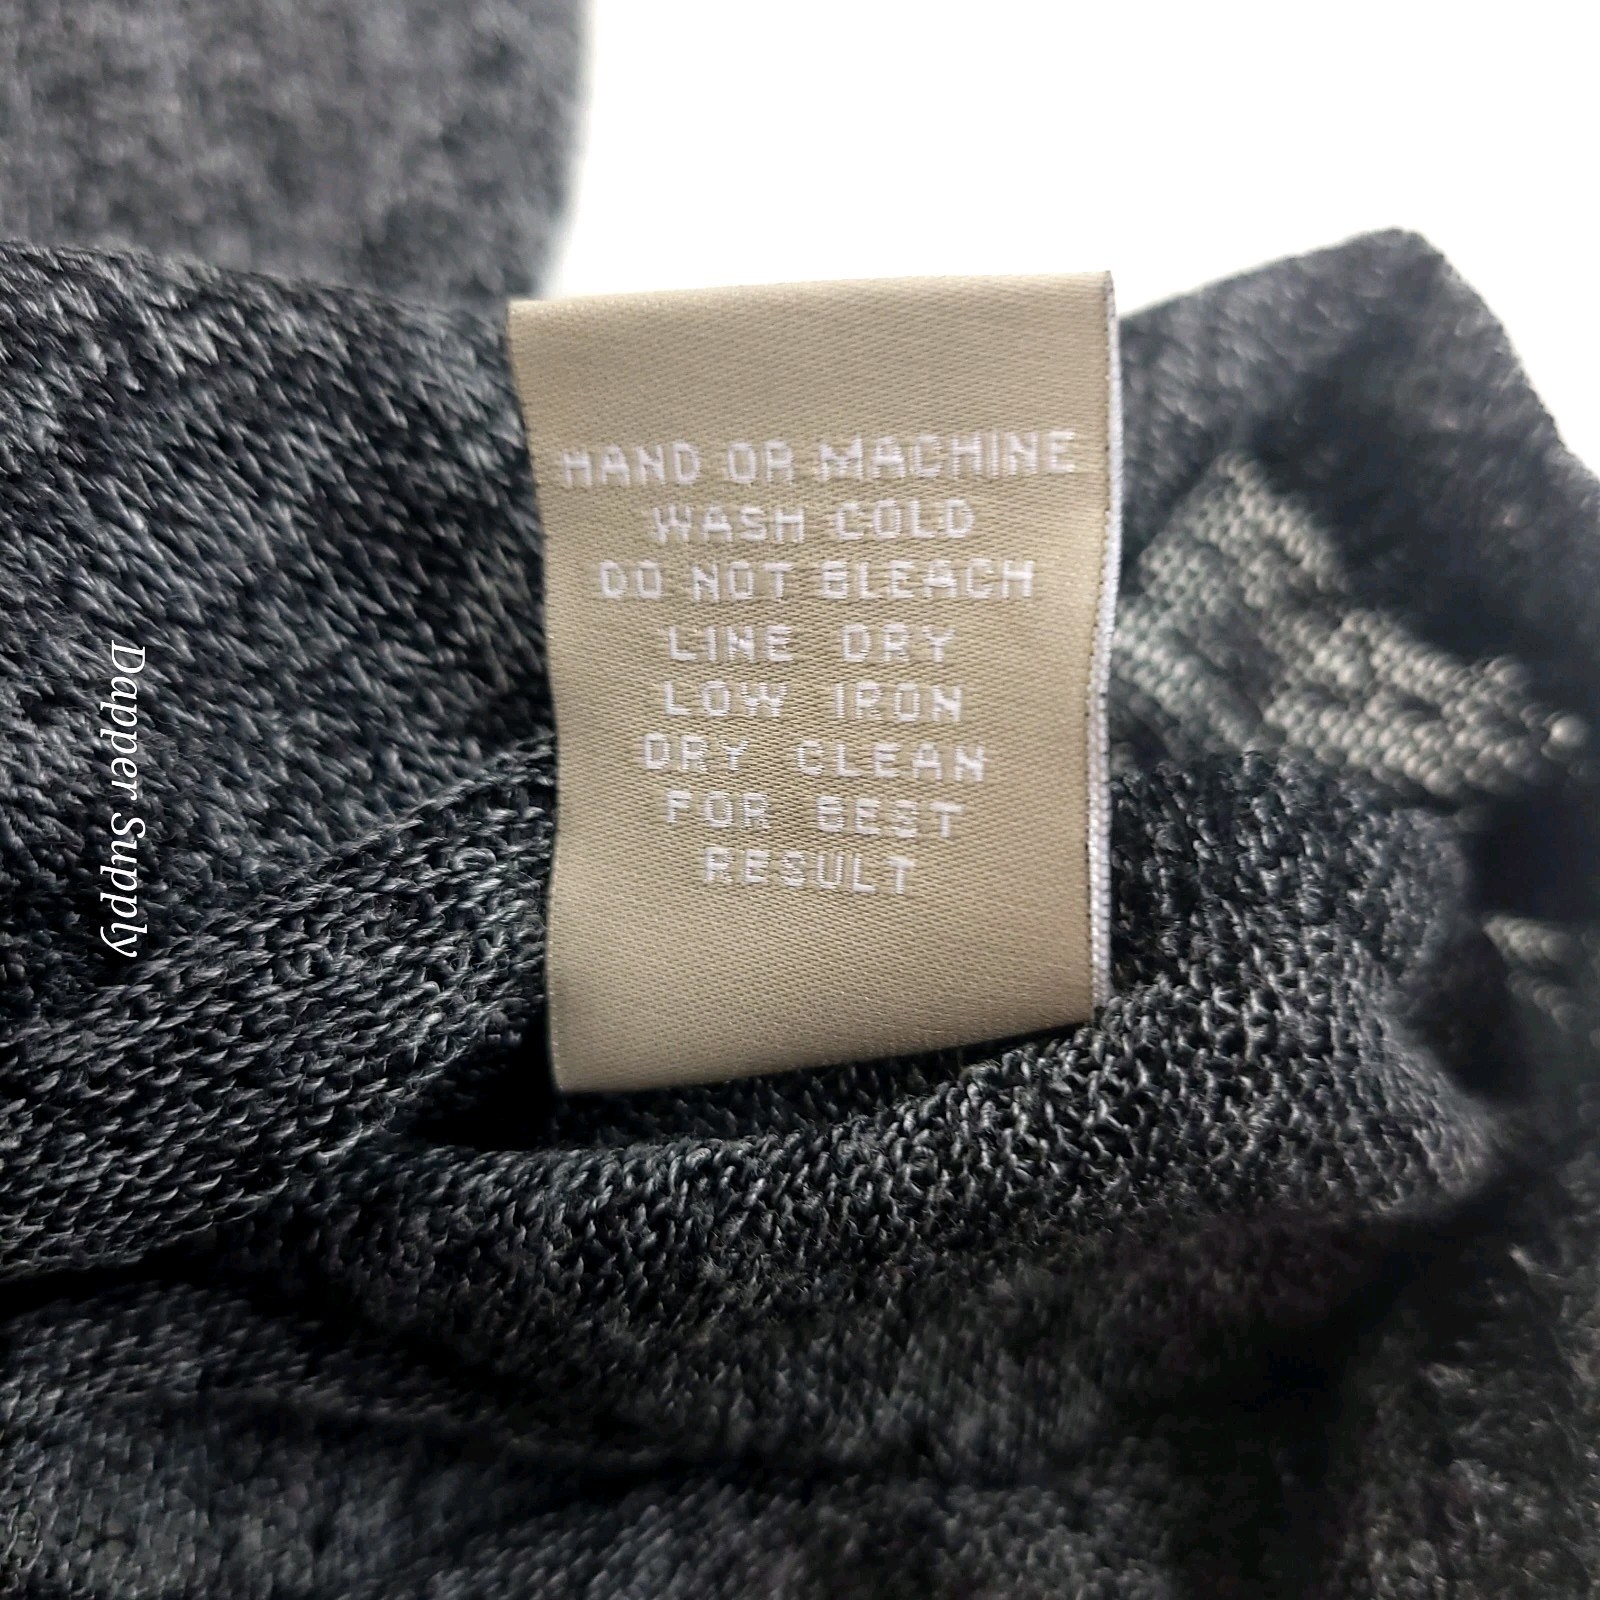 HAND OR MACHINE
WASH COLD
DO NOT BLEACH
LINE DRY
LOW IRON
DRY CLEAN
FOR BEST
RESULT
Dapper Supply